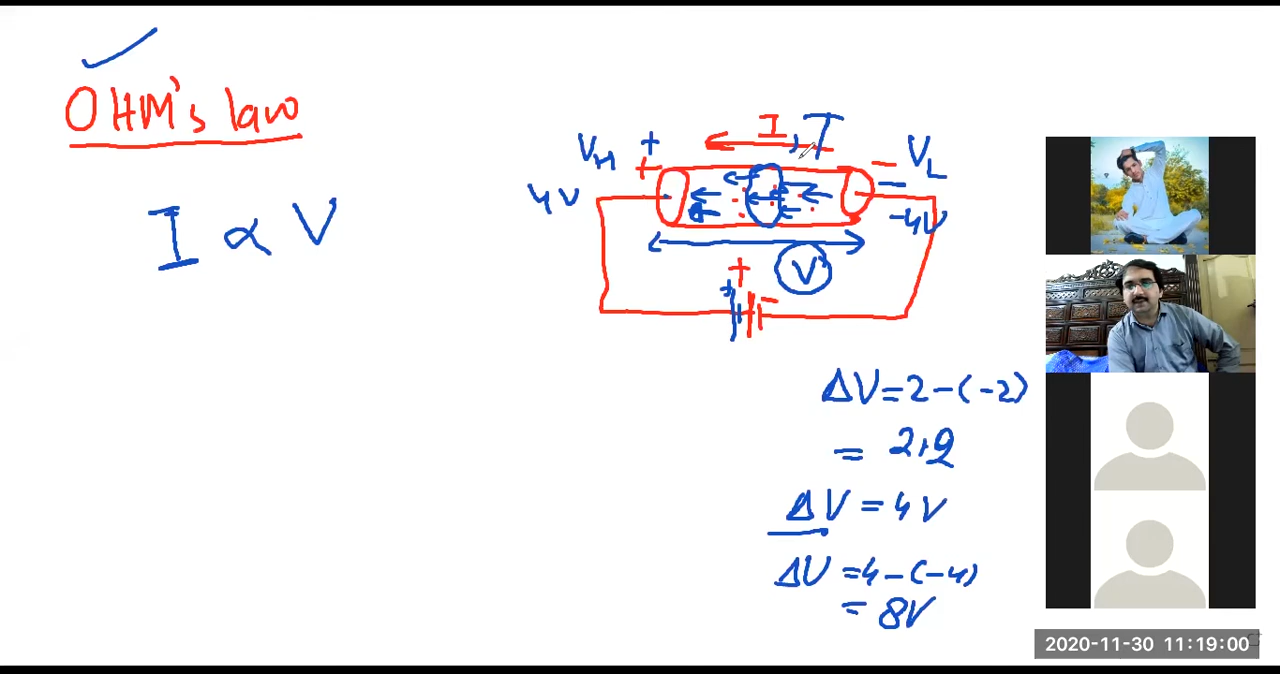 OHM's law
I ∝ V
I, I
V_H + +
4V
− V_L
−
−4V
V
+ + −
ΔV = 2 − (−2)
= 2+2
ΔV = 4V
ΔV = 4 − (−4)
= 8V
2020-11-30 11:19:00